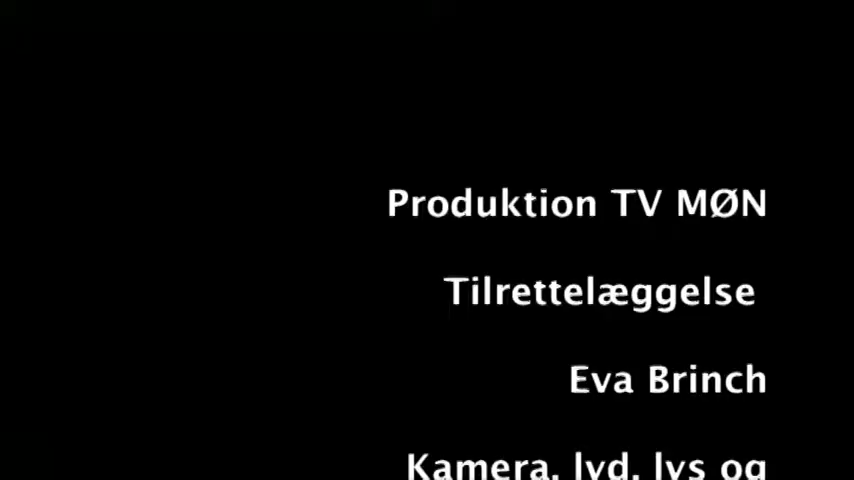 Produktion TV MØN
Tilrettelæggelse
Eva Brinch
Kamera, lyd, lys og